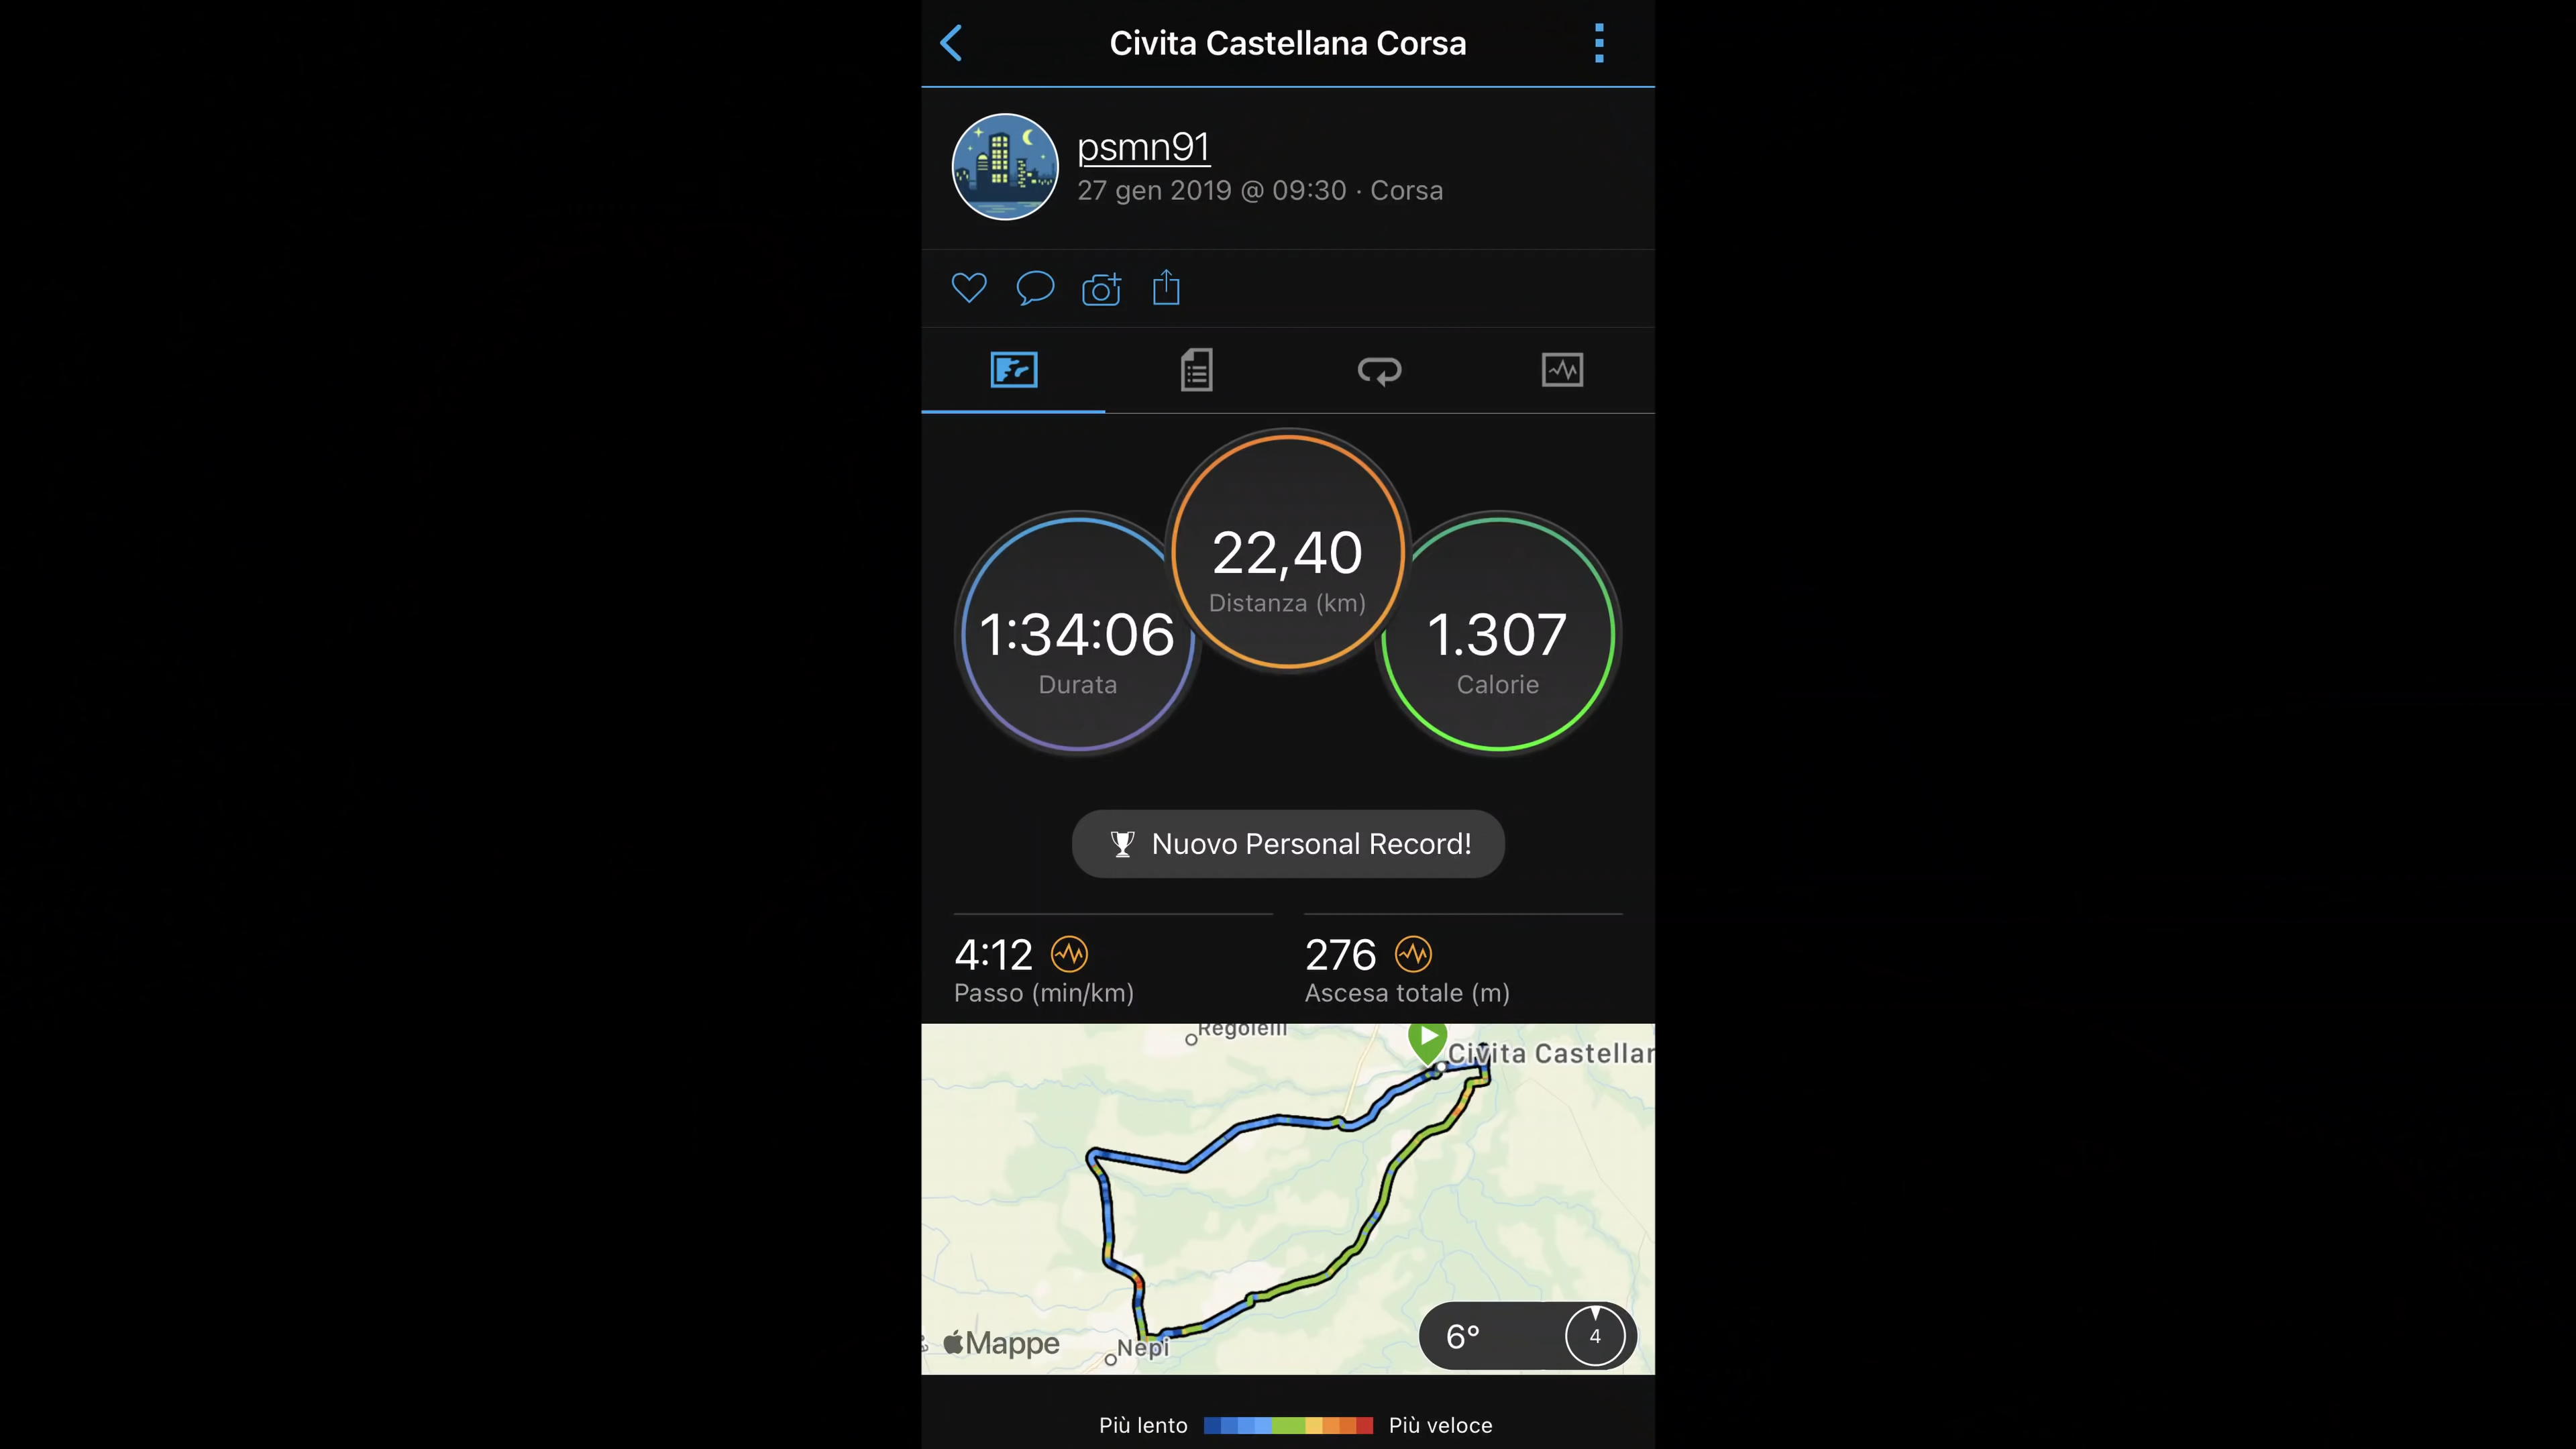 Civita Castellana Corsa
psmn91
27 gen 2019 @ 09:30 · Corsa
22,40
Distanza (km)
1:34:06
Durata
1.307
Calorie
Nuovo Personal Record!
4:12
Passo (min/km)
276
Ascesa totale (m)
Regolelli
Civita Castellar
Nepi
Mappe
6°
4
Più lento
Più veloce